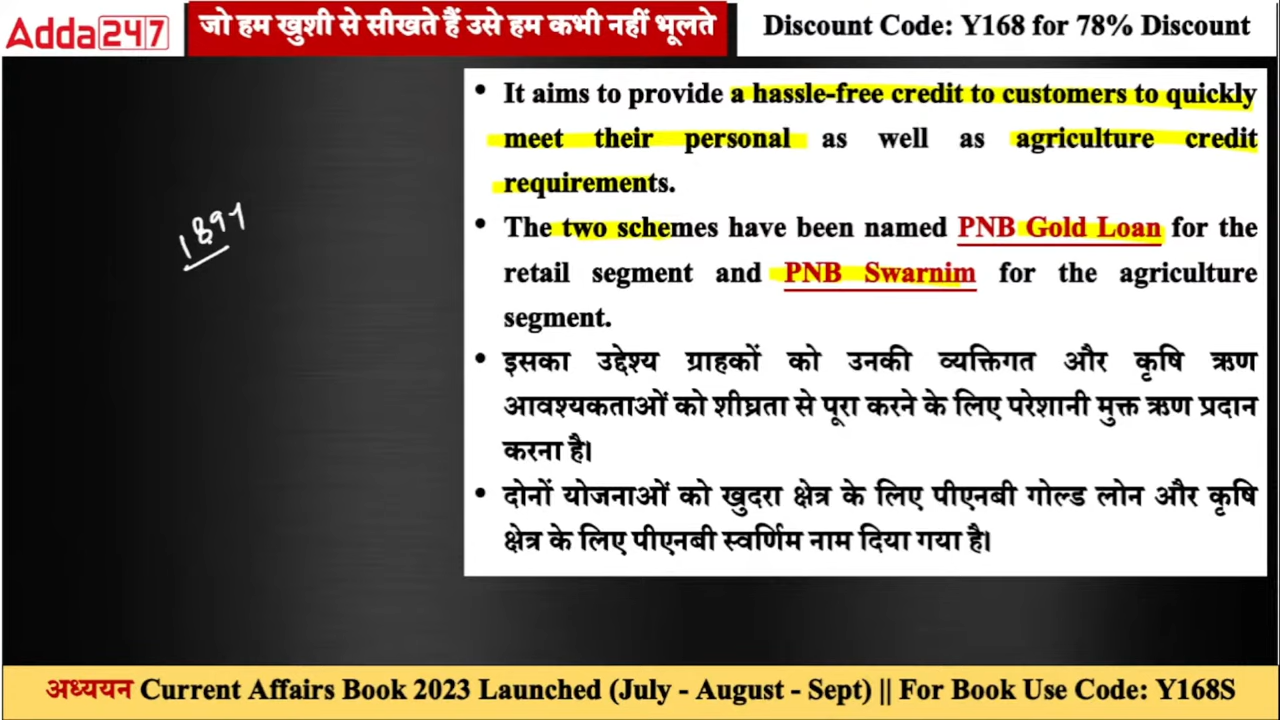 Adda247
जो हम खुशी से सीखते हैं उसे हम कभी नहीं भूलते
Discount Code: Y168 for 78% Discount
• It aims to provide a hassle-free credit to customers to quickly
meet their personal as well as agriculture credit
requirements.
• The two schemes have been named PNB Gold Loan for the
retail segment and PNB Swarnim for the agriculture
segment.
• इसका उद्देश्य ग्राहकों को उनकी व्यक्तिगत और कृषि ऋण
आवश्यकताओं को शीघ्रता से पूरा करने के लिए परेशानी मुक्त ऋण प्रदान
करना है।
• दोनों योजनाओं को खुदरा क्षेत्र के लिए पीएनबी गोल्ड लोन और कृषि
क्षेत्र के लिए पीएनबी स्वर्णिम नाम दिया गया है।
अध्ययन Current Affairs Book 2023 Launched (July - August - Sept) || For Book Use Code: Y168S